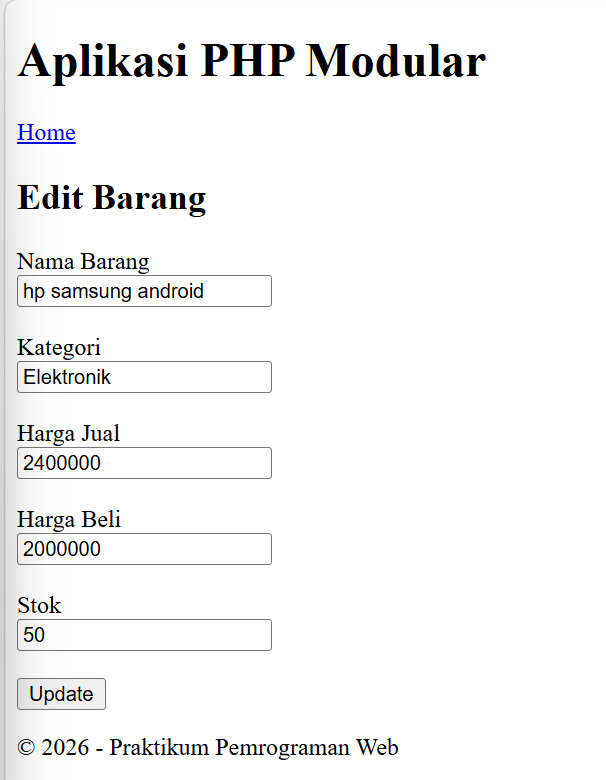 Aplikasi PHP Modular
Home
Edit Barang
Nama Barang
hp samsung android
Kategori
Elektronik
Harga Jual
2400000
Harga Beli
2000000
Stok
50
Update
© 2026 - Praktikum Pemrograman Web